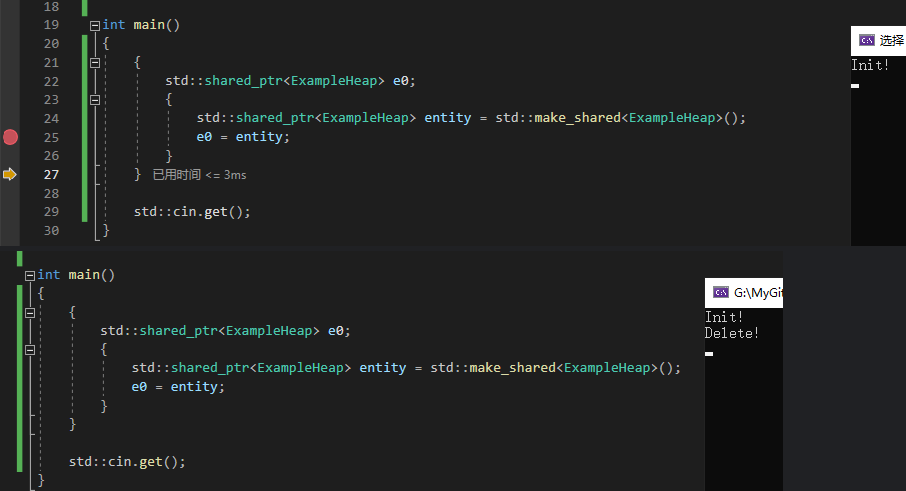 18
19 int main()
20 {
21 {
22 std::shared_ptr<ExampleHeap> e0;
23 {
24 std::shared_ptr<ExampleHeap> entity = std::make_shared<ExampleHeap>();
25 e0 = entity;
26 }
27 } 已用时间 <= 3ms
28
29 std::cin.get();
30 }
C:\ 选择
Init!
int main()
{
{
std::shared_ptr<ExampleHeap> e0;
{
std::shared_ptr<ExampleHeap> entity = std::make_shared<ExampleHeap>();
e0 = entity;
}
}
std::cin.get();
}
C:\ G:\MyGit
Init!
Delete!